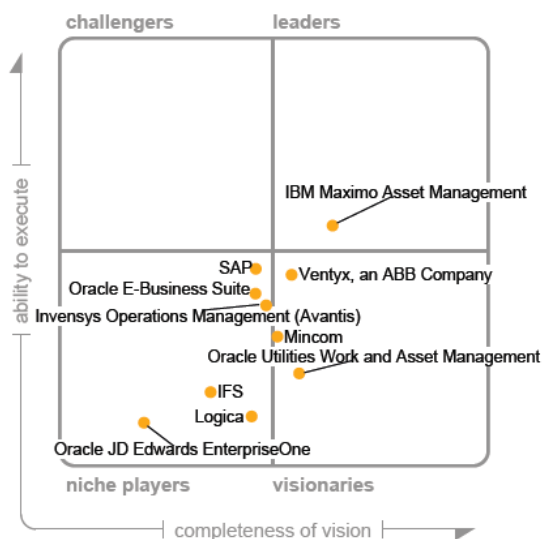 challengers
leaders
IBM Maximo Asset Management
SAP
Ventyx, an ABB Company
Oracle E-Business Suite
Invensys Operations Management (Avantis)
Mincom
Oracle Utilities Work and Asset Management
IFS
Logica
Oracle JD Edwards EnterpriseOne
niche players
visionaries
ability to execute
completeness of vision